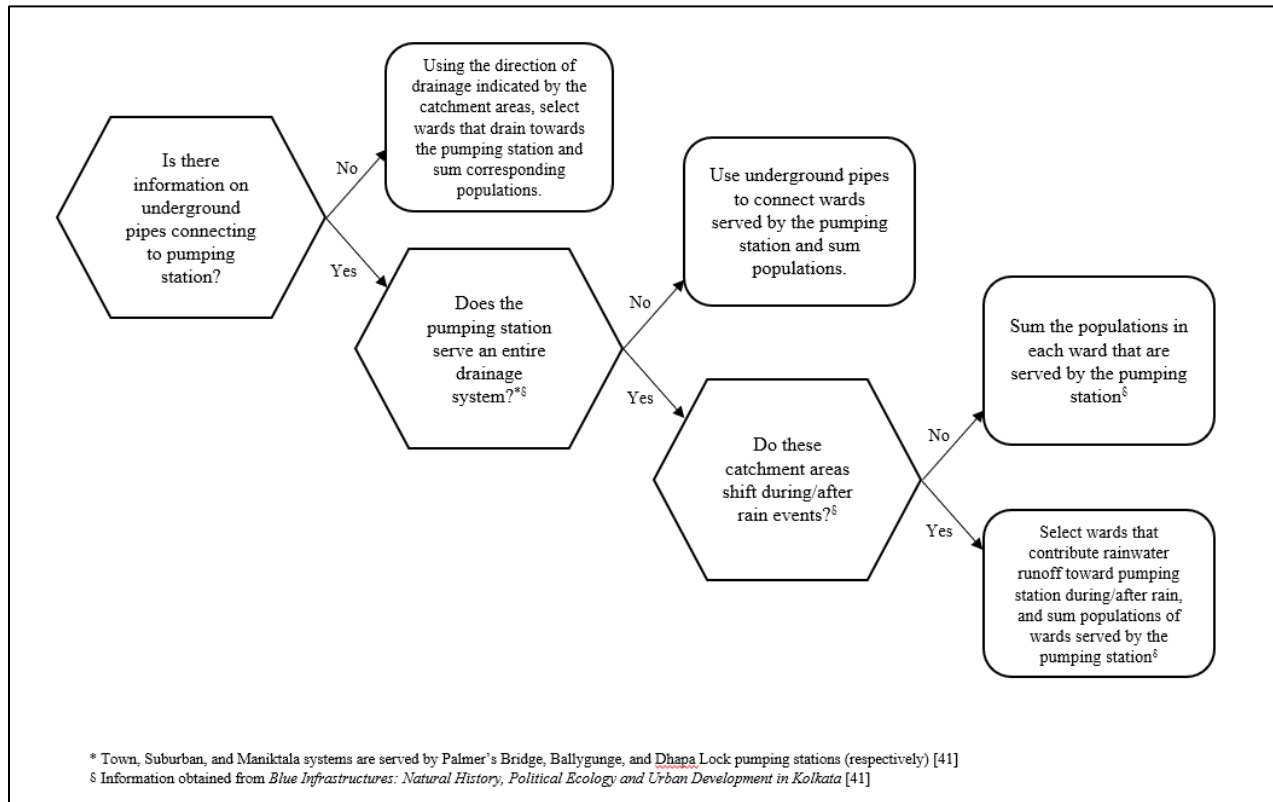 Is there
information on
underground
pipes connecting
to pumping
station?
No
Yes
Using the direction of
drainage indicated by the
catchment areas, select
wards that drain towards
the pumping station and
sum corresponding
populations.
Does the
pumping station
serve an entire
drainage
system?*§
No
Yes
Use underground pipes
to connect wards
served by the pumping
station and sum
populations.
Do these
catchment areas
shift during/after
rain events?§
No
Yes
Sum the populations in
each ward that are
served by the pumping
station§
Select wards that
contribute rainwater
runoff toward pumping
station during/after rain,
and sum populations of
wards served by the
pumping station§
* Town, Suburban, and Maniktala systems are served by Palmer’s Bridge, Ballygunge, and Dhapa Lock pumping stations (respectively) [41]
§ Information obtained from Blue Infrastructures: Natural History, Political Ecology and Urban Development in Kolkata [41]